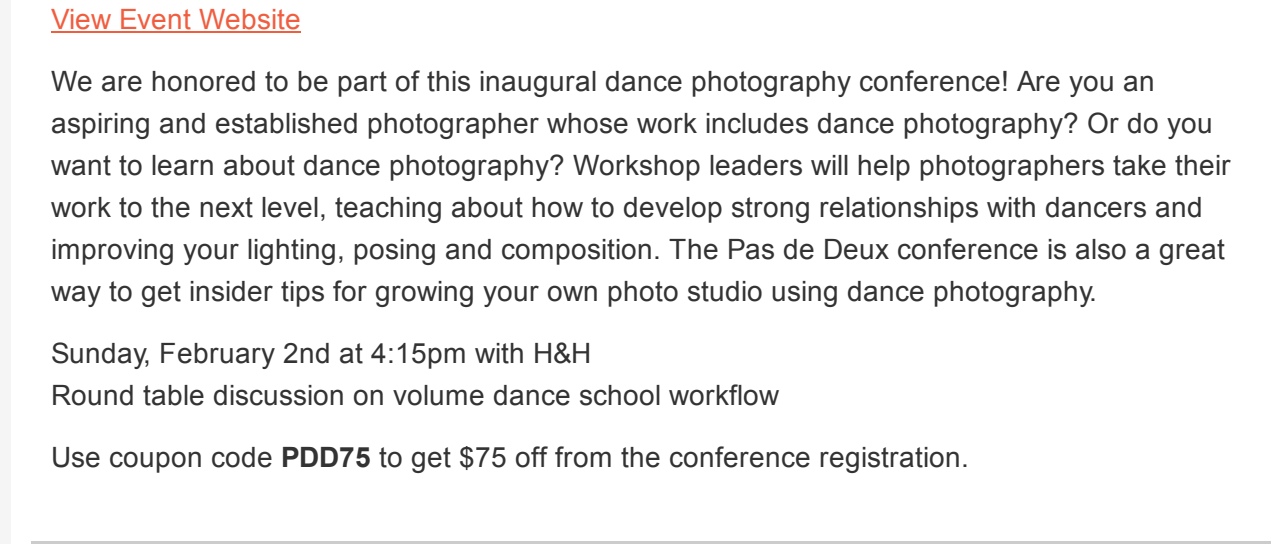 View Event Website
We are honored to be part of this inaugural dance photography conference! Are you an
aspiring and established photographer whose work includes dance photography? Or do you
want to learn about dance photography? Workshop leaders will help photographers take their
work to the next level, teaching about how to develop strong relationships with dancers and
improving your lighting, posing and composition. The Pas de Deux conference is also a great
way to get insider tips for growing your own photo studio using dance photography.
Sunday, February 2nd at 4:15pm with H&H
Round table discussion on volume dance school workflow
Use coupon code PDD75 to get $75 off from the conference registration.